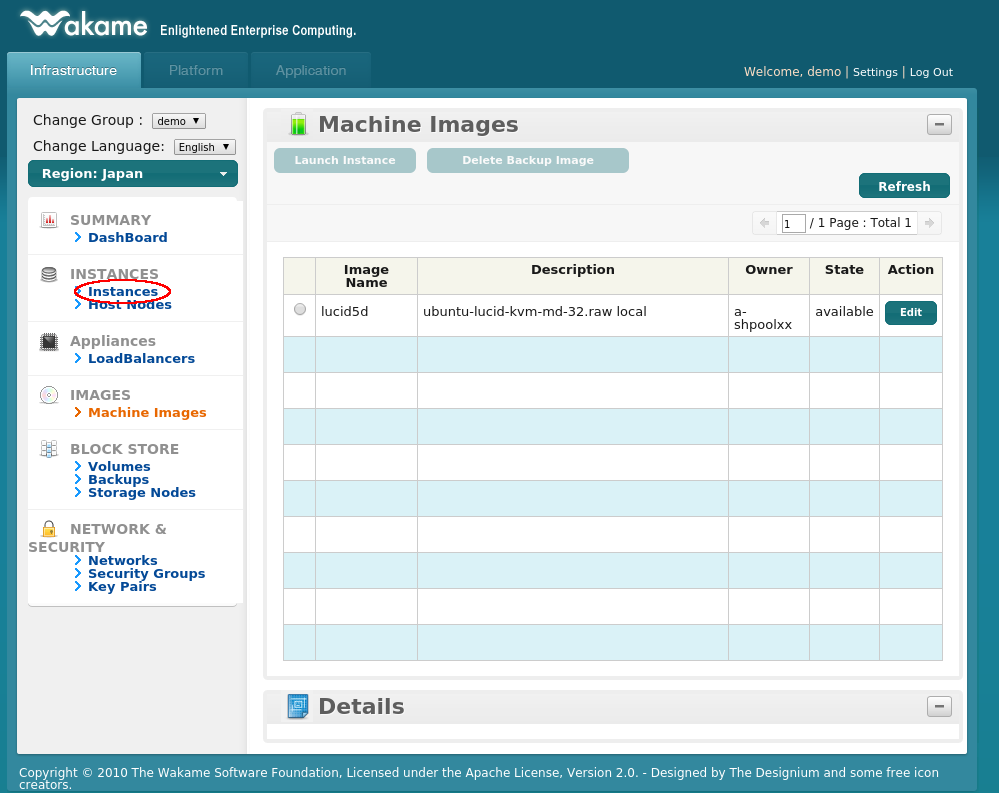 Wakame Enlightened Enterprise Computing.
Infrastructure Platform Application
Welcome, demo | Settings | Log Out
Change Group : demo ▼
Change Language: English ▼
Region: Japan
SUMMARY
DashBoard
INSTANCES
Instances
Host Nodes
Appliances
LoadBalancers
IMAGES
Machine Images
BLOCK STORE
Volumes
Backups
Storage Nodes
NETWORK &
SECURITY
Networks
Security Groups
Key Pairs
Machine Images
Launch Instance Delete Backup Image
Refresh
1 / 1 Page : Total 1
Image Name Description Owner State Action
lucid5d ubuntu-lucid-kvm-md-32.raw local a-shpoolxx available Edit
Details
Copyright © 2010 The Wakame Software Foundation, Licensed under the Apache License, Version 2.0. - Designed by The Designium and some free icon
creators.